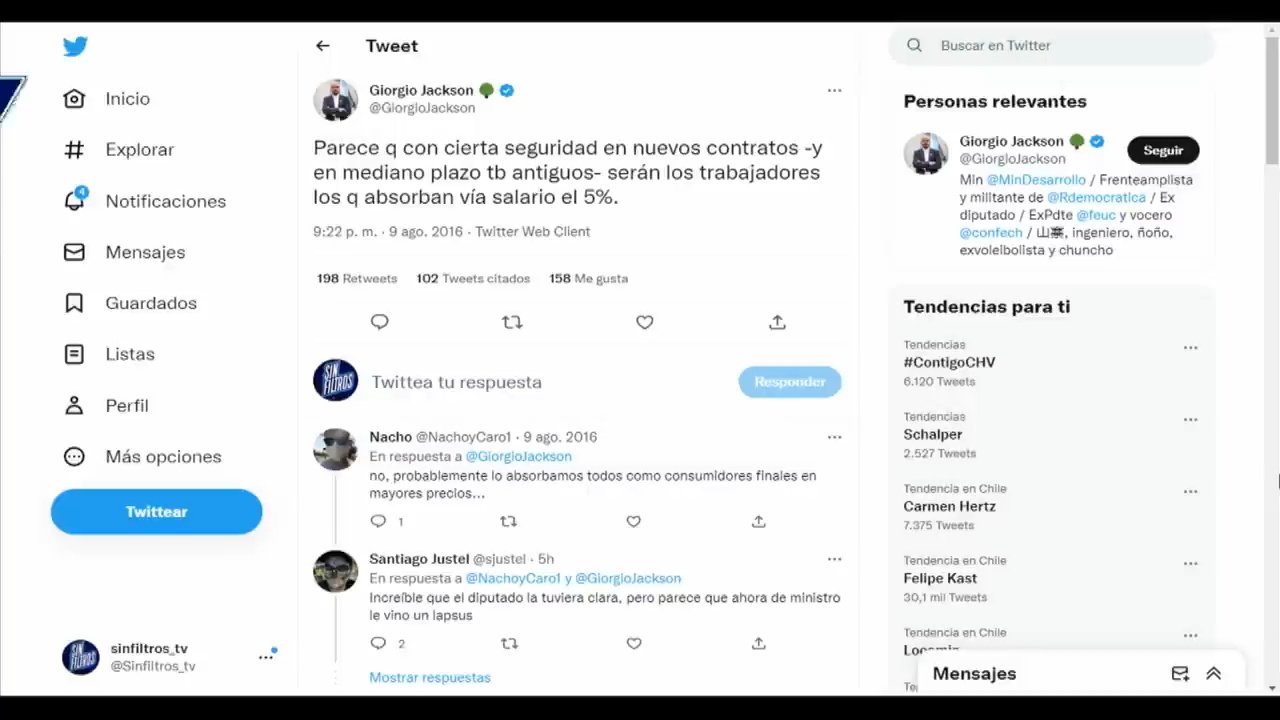 Inicio
Explorar
4
Notificaciones
Mensajes
Guardados
Listas
Perfil
Más opciones
Twittear
sinfiltros_tv
@Sinfiltros_tv
Tweet
Giorgio Jackson
@GiorgioJackson
Parece q con cierta seguridad en nuevos contratos -y
en mediano plazo tb antiguos- serán los trabajadores
los q absorban vía salario el 5%.
9:22 p. m. · 9 ago. 2016 · Twitter Web Client
198 Retweets 102 Tweets citados 158 Me gusta
SIN FILTROS
Twittea tu respuesta
Responder
Nacho @NachoyCaro1 · 9 ago. 2016
En respuesta a @GiorgioJackson
no, probablemente lo absorbamos todos como consumidores finales en
mayores precios...
1
Santiago Justel @sjustel · 5h
En respuesta a @NachoyCaro1 y @GiorgioJackson
Increíble que el diputado la tuviera clara, pero parece que ahora de ministro
le vino un lapsus
2
Mostrar respuestas
Buscar en Twitter
Personas relevantes
Giorgio Jackson
@GiorgioJackson
Seguir
Min @MinDesarrollo / Frenteamplista
y militante de @Rdemocratica / Ex
diputado / ExPdte @feuc y vocero
@confech / 山寨, ingeniero, ñoño,
exvoleibolista y chuncho
Tendencias para ti
Tendencias
#ContigoCHV
6.120 Tweets
Tendencias
Schalper
2.527 Tweets
Tendencia en Chile
Carmen Hertz
7.375 Tweets
Tendencia en Chile
Felipe Kast
30,1 mil Tweets
Tendencia en Chile
Mensajes